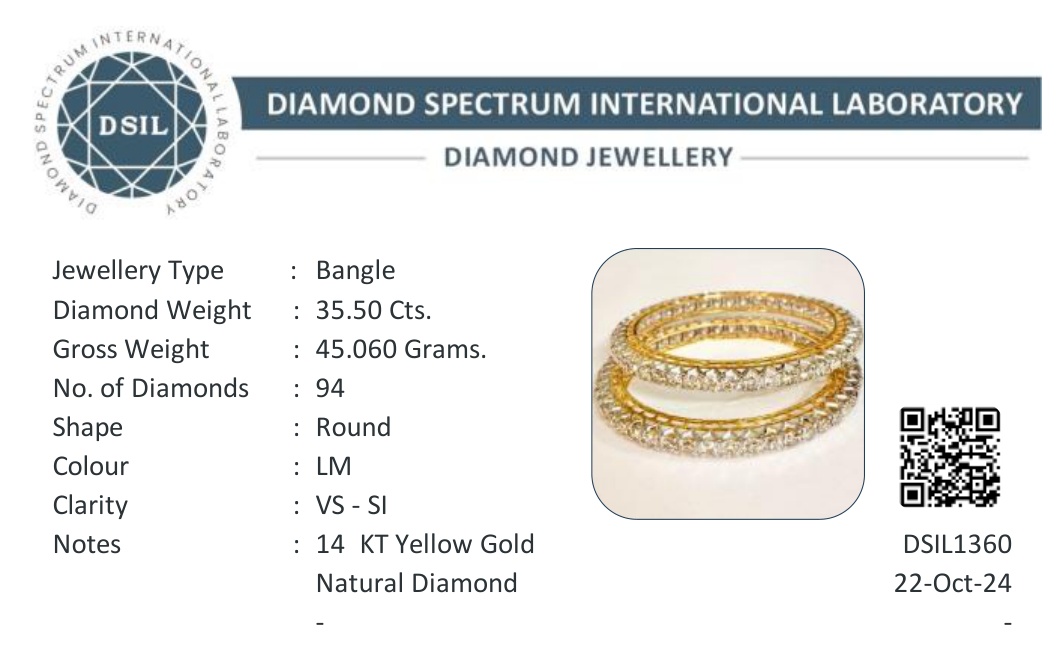 DIAMOND SPECTRUM INTERNATIONAL LABORATORY
DSIL
DIAMOND SPECTRUM INTERNATIONAL LABORATORY
DIAMOND JEWELLERY
Jewellery Type : Bangle
Diamond Weight : 35.50 Cts.
Gross Weight : 45.060 Grams.
No. of Diamonds : 94
Shape : Round
Colour : LM
Clarity : VS - SI
Notes : 14 KT Yellow Gold DSIL1360
Natural Diamond 22-Oct-24
- -